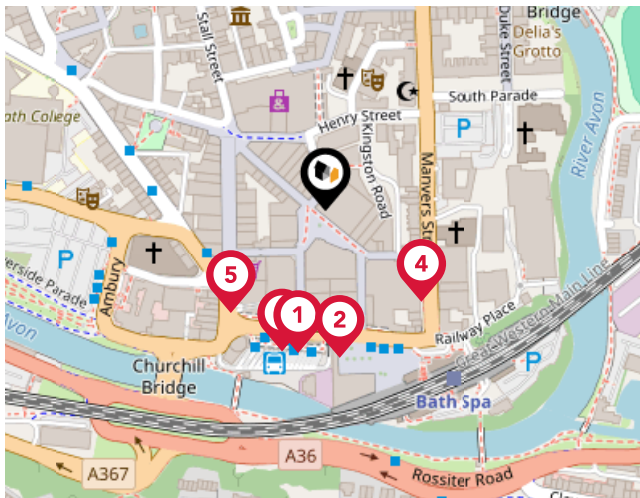 Bridge
Delia's
Grotto
Stall Street
Duke Street
ath College
South Parade
P
Henry Street
Kingston Road
River Avon
Manvers St
P
Ambury
erside Parade
5
4
1
2
Railway Place
Great Western Main Line
Avon
Churchill
Bridge
P
Bath Spa
A36
A367
Rossiter Road